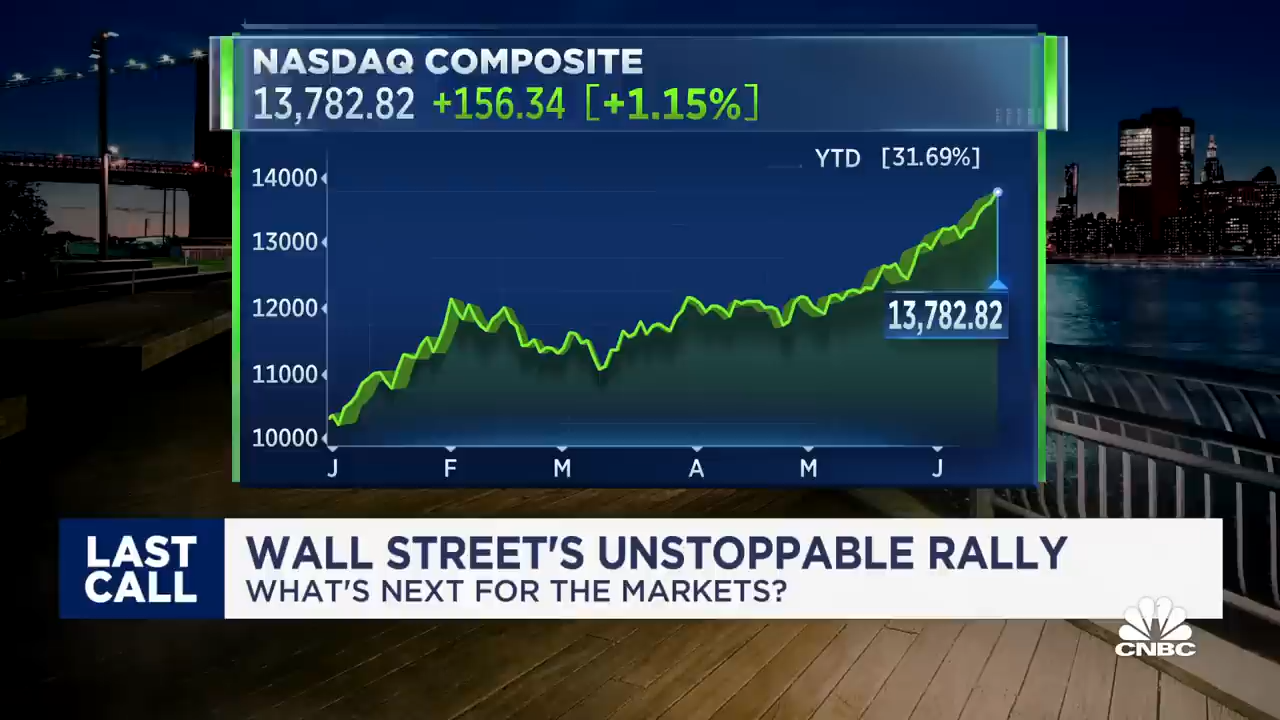 NASDAQ COMPOSITE
13,782.82 +156.34 [+1.15%]
YTD [31.69%]
14000
13000
12000
11000
10000
13,782.82
J F M A M J
LAST CALL
WALL STREET'S UNSTOPPABLE RALLY
WHAT'S NEXT FOR THE MARKETS?
CNBC